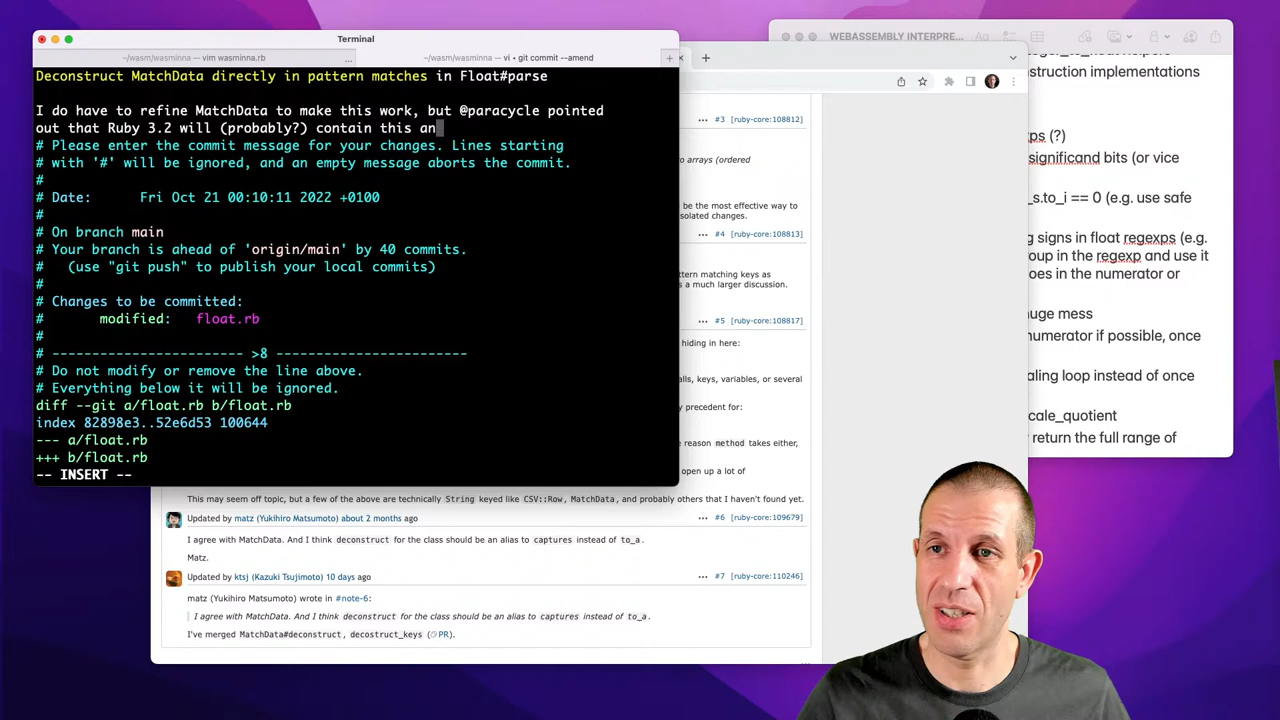 Terminal
WEBASSEMBLY INTERPRE...
~/wasm/wasminna — vim wasminna.rb
...
~/wasm/wasminna — vi • git commit --amend
Deconstruct MatchData directly in pattern matches in Float#parse
I do have to refine MatchData to make this work, but @paracycle pointed
out that Ruby 3.2 will (probably?) contain this an
# Please enter the commit message for your changes. Lines starting
# with '#' will be ignored, and an empty message aborts the commit.
#
# Date:      Fri Oct 21 00:10:11 2022 +0100
#
# On branch main
# Your branch is ahead of 'origin/main' by 40 commits.
#   (use "git push" to publish your local commits)
#
# Changes to be committed:
#       modified:   float.rb
#
# ------------------------ >8 ------------------------
# Do not modify or remove the line above.
# Everything below it will be ignored.
diff --git a/float.rb b/float.rb
index 82898e3..52e6d53 100644
--- a/float.rb
+++ b/float.rb
-- INSERT --
#3 [ruby-core:108812]
to arrays (ordered
be the most effective way to
solated changes.
#4 [ruby-core:108813]
ttern matching keys as
s a much larger discussion.
#5 [ruby-core:108817]
hiding in here:
alls, keys, variables, or several
y precedent for:
e reason method takes either,
open up a lot of
This may seem off topic, but a few of the above are technically String keyed like CSV::Row, MatchData, and probably others that I haven't found yet.
Updated by matz (Yukihiro Matsumoto) about 2 months ago
#6 [ruby-core:109679]
I agree with MatchData. And I think deconstruct for the class should be an alias to captures instead of to_a.
Matz.
Updated by ktsj (Kazuki Tsujimoto) 10 days ago
#7 [ruby-core:110246]
matz (Yukihiro Matsumoto) wrote in #note-6:
I agree with MatchData. And I think deconstruct for the class should be an alias to captures instead of to_a.
I've merged MatchData#deconstruct, decostruct_keys (PR).
struction implementations
xps (?)
significand bits (or vice
_s.to_i == 0 (e.g. use safe
g signs in float regexps (e.g.
oup in the regexp and use it
oes in the numerator or
huge mess
numerator if possible, once
aling loop instead of once
cale_quotient
return the full range of